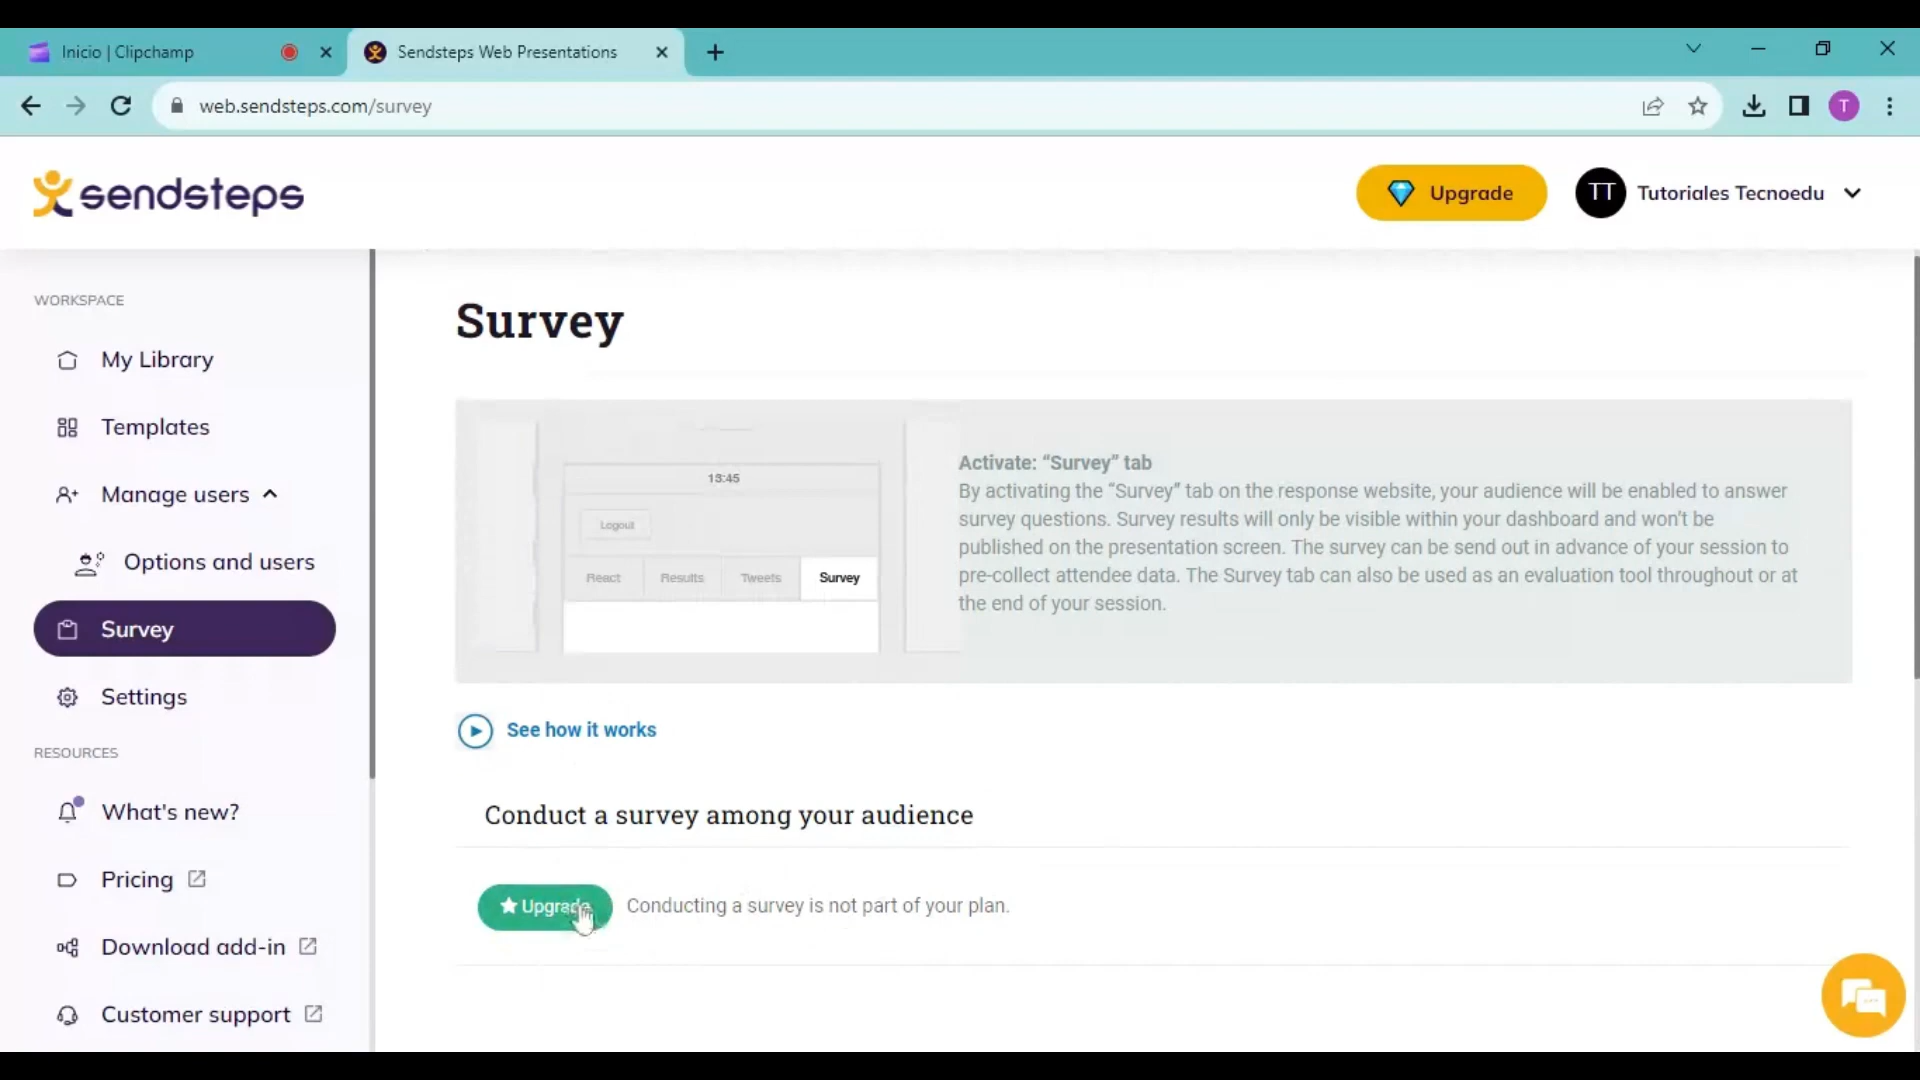 Inicio | Clipchamp
Sendsteps Web Presentations
web.sendsteps.com/survey
T
sendsteps
Upgrade
TT
Tutoriales Tecnoedu
WORKSPACE
My Library
Templates
Manage users
Options and users
Survey
Settings
RESOURCES
What's new?
Pricing
Download add-in
Customer support
Survey
13:45
Logout
React
Results
Tweets
Survey
Activate: “Survey” tab
By activating the “Survey” tab on the response website, your audience will be enabled to answer
survey questions. Survey results will only be visible within your dashboard and won't be
published on the presentation screen. The survey can be send out in advance of your session to
pre-collect attendee data. The Survey tab can also be used as an evaluation tool throughout or at
the end of your session.
See how it works
Conduct a survey among your audience
Upgrade
Conducting a survey is not part of your plan.